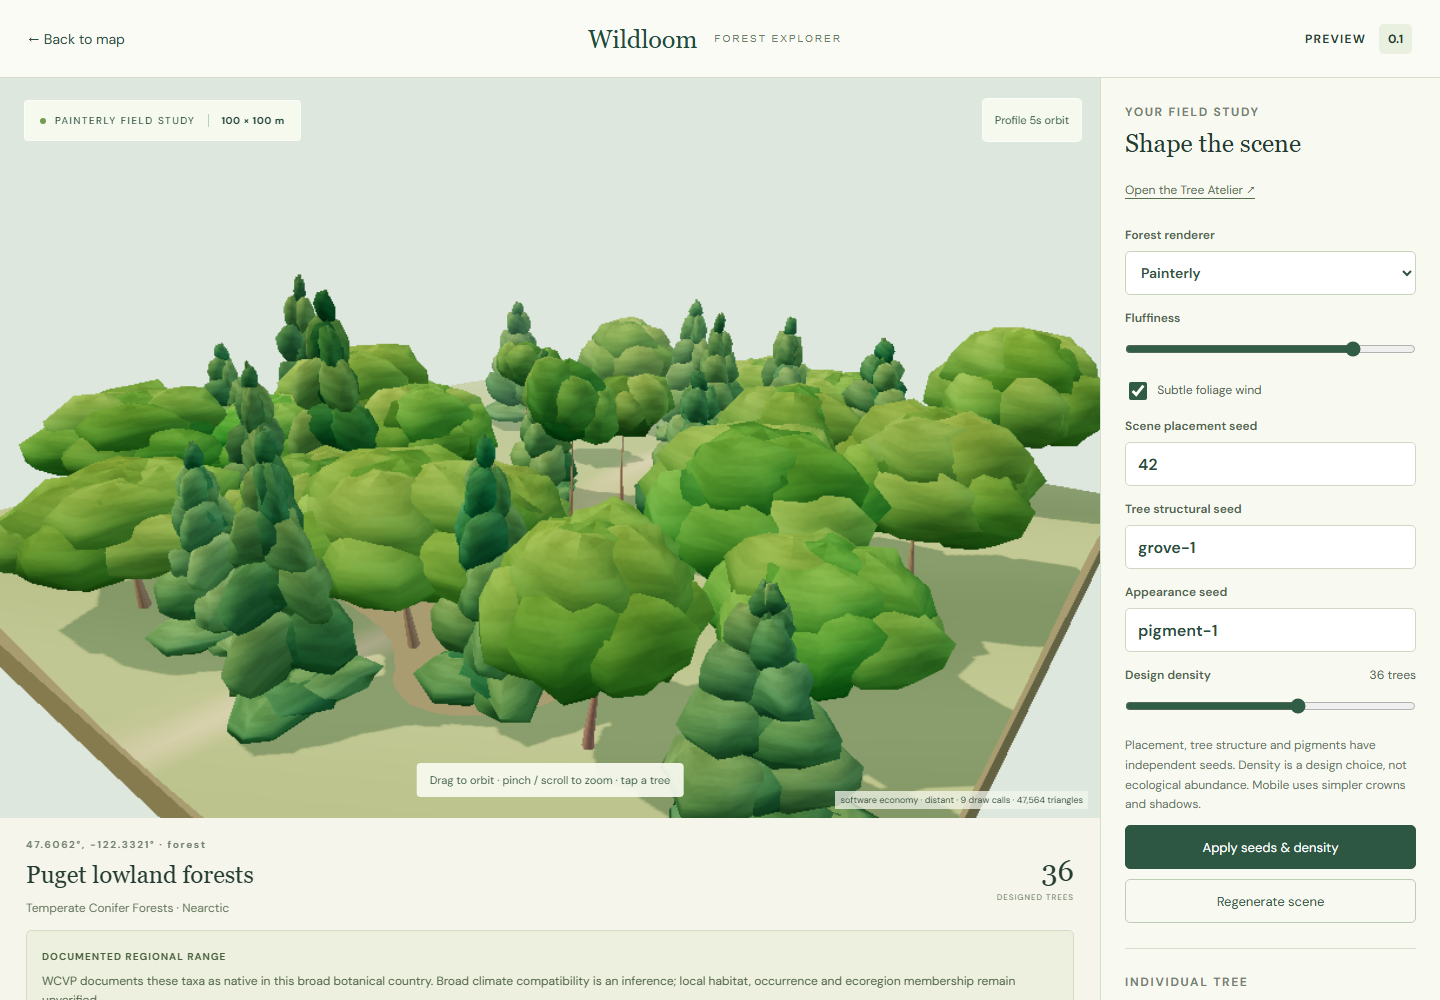 ← Back to map
Wildloom FOREST EXPLORER
PREVIEW 0.1
PAINTERLY FIELD STUDY 100 × 100 m
Profile 5s orbit
Drag to orbit · pinch / scroll to zoom · tap a tree
software economy · distant · 9 draw calls · 47,564 triangles
47.6062°, -122.3321° · forest
Puget lowland forests
Temperate Conifer Forests · Nearctic
36
DESIGNED TREES
DOCUMENTED REGIONAL RANGE
WCVP documents these taxa as native in this broad botanical country. Broad climate compatibility is an inference; local habitat, occurrence and ecoregion membership remain
unverified.
YOUR FIELD STUDY
Shape the scene
Open the Tree Atelier ↗
Forest renderer
Painterly
Fluffiness
Subtle foliage wind
Scene placement seed
42
Tree structural seed
grove-1
Appearance seed
pigment-1
Design density 36 trees
Placement, tree structure and pigments have
independent seeds. Density is a design choice, not
ecological abundance. Mobile uses simpler crowns
and shadows.
Apply seeds & density
Regenerate scene
INDIVIDUAL TREE